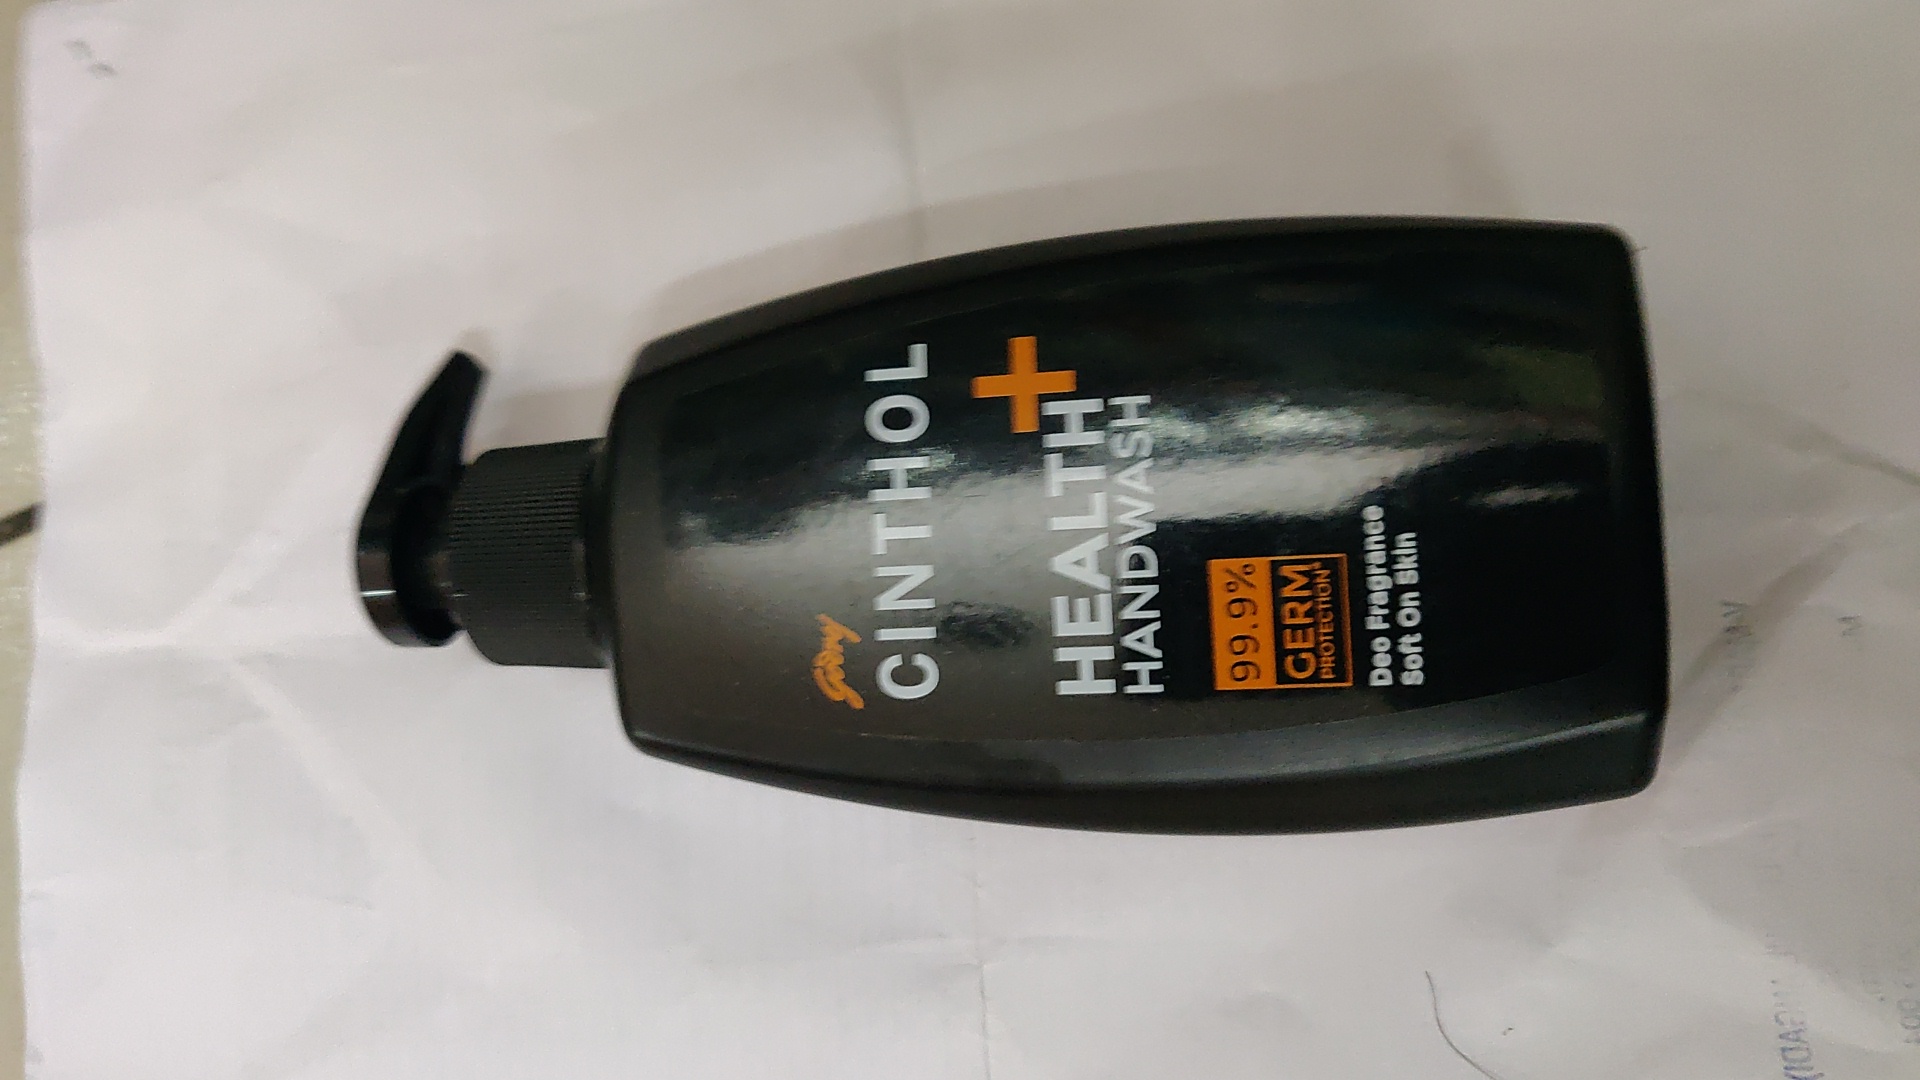 Godrej
CINTHOL
HEALTH+
HANDWASH
99.9%
GERM
PROTECTION*
Deo Fragrance
Soft On Skin